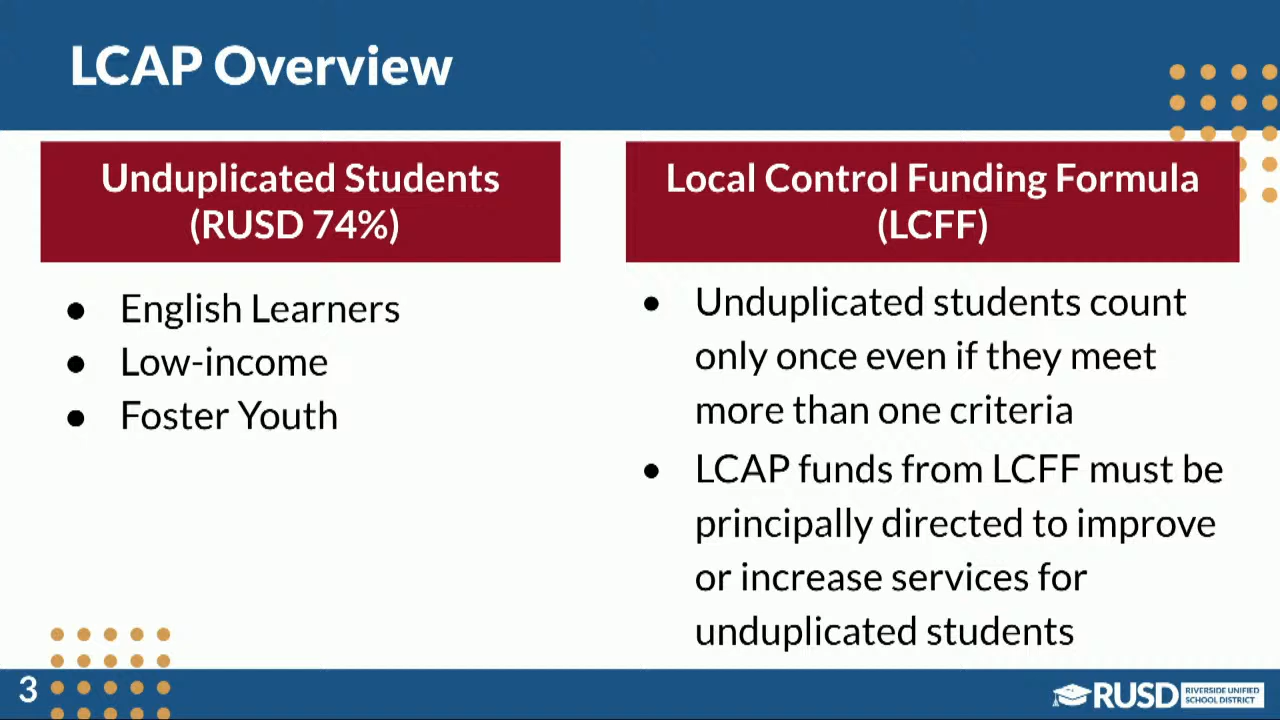 LCAP Overview
Unduplicated Students
(RUSD 74%)
● English Learners
● Low-income
● Foster Youth
Local Control Funding Formula
(LCFF)
● Unduplicated students count
only once even if they meet
more than one criteria
● LCAP funds from LCFF must be
principally directed to improve
or increase services for
unduplicated students
3
RUSD
RIVERSIDE UNIFIED
SCHOOL DISTRICT